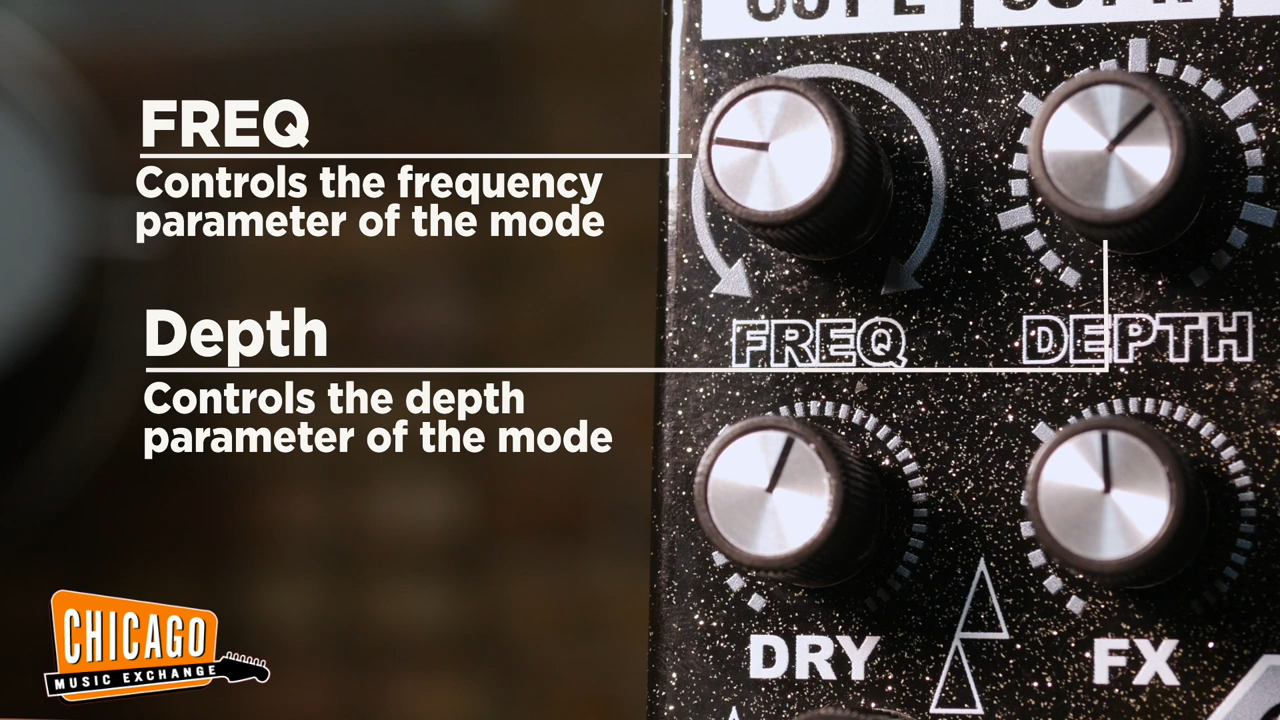 OUT L
FREQ
Controls the frequency
parameter of the mode
Depth
Controls the depth
parameter of the mode
FREQ
DEPTH
DRY
FX
CHICAGO
MUSIC EXCHANGE